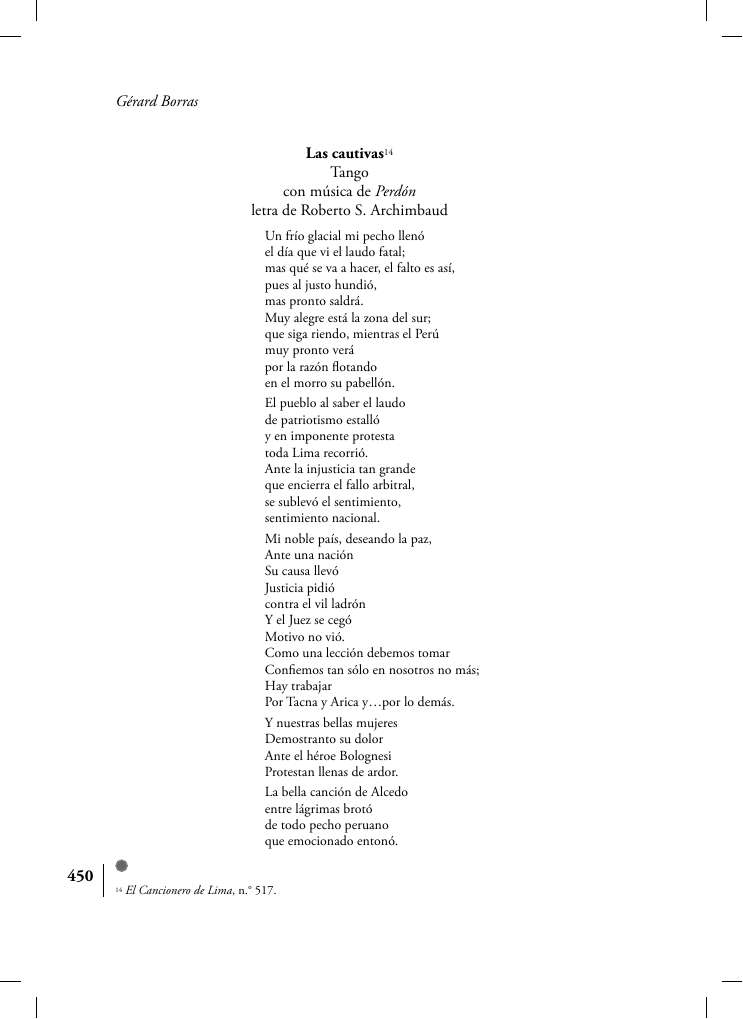 Gérard Borras
Las cautivas14
Tango
con música de Perdón
letra de Roberto S. Archimbaud
Un frío glacial mi pecho llenó
el día que vi el laudo fatal;
mas qué se va a hacer, el falto es así,
pues al justo hundió,
mas pronto saldrá.
Muy alegre está la zona del sur;
que siga riendo, mientras el Perú
muy pronto verá
por la razón flotando
en el morro su pabellón.
El pueblo al saber el laudo
de patriotismo estalló
y en imponente protesta
toda Lima recorrió.
Ante la injusticia tan grande
que encierra el fallo arbitral,
se sublevó el sentimiento,
sentimiento nacional.
Mi noble país, deseando la paz,
Ante una nación
Su causa llevó
Justicia pidió
contra el vil ladrón
Y el Juez se cegó
Motivo no vió.
Como una lección debemos tomar
Confiemos tan sólo en nosotros no más;
Hay trabajar
Por Tacna y Arica y…por lo demás.
Y nuestras bellas mujeres
Demostranto su dolor
Ante el héroe Bolognesi
Protestan llenas de ardor.
La bella canción de Alcedo
entre lágrimas brotó
de todo pecho peruano
que emocionado entonó.
450
14 El Cancionero de Lima, n.° 517.